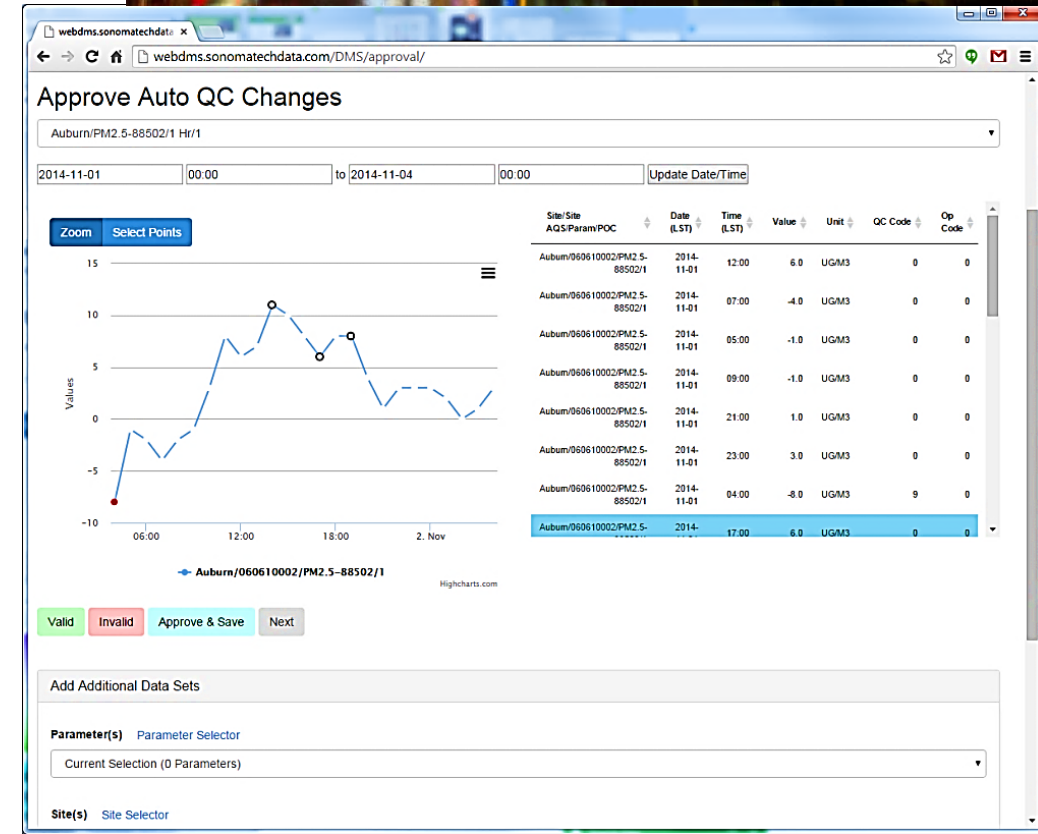 webdms.sonomatechdata
webdms.sonomatechdata.com/DMS/approval/
Approve Auto QC Changes
Auburn/PM2.5-88502/1 Hr/1
2014-11-01 00:00 to 2014-11-04 00:00 Update Date/Time
Zoom Select Points
15
10
5
0
-5
-10
Values
06:00 12:00 18:00 2. Nov
Auburn/060610002/PM2.5-88502/1
Highcharts.com
Site/Site AQS/Param/POC Date (LST) Time (LST) Value Unit QC Code Op Code
Auburn/060610002/PM2.5-88502/1 2014-11-01 12:00 6.0 UG/M3 0 0
Auburn/060610002/PM2.5-88502/1 2014-11-01 07:00 -4.0 UG/M3 0 0
Auburn/060610002/PM2.5-88502/1 2014-11-01 05:00 -1.0 UG/M3 0 0
Auburn/060610002/PM2.5-88502/1 2014-11-01 09:00 -1.0 UG/M3 0 0
Auburn/060610002/PM2.5-88502/1 2014-11-01 21:00 1.0 UG/M3 0 0
Auburn/060610002/PM2.5-88502/1 2014-11-01 23:00 3.0 UG/M3 0 0
Auburn/060610002/PM2.5-88502/1 2014-11-01 04:00 -8.0 UG/M3 9 0
Auburn/060610002/PM2.5- 2014- 17:00 6.0 UG/M3 0 0
Valid Invalid Approve & Save Next
Add Additional Data Sets
Parameter(s) Parameter Selector
Current Selection (0 Parameters)
Site(s) Site Selector